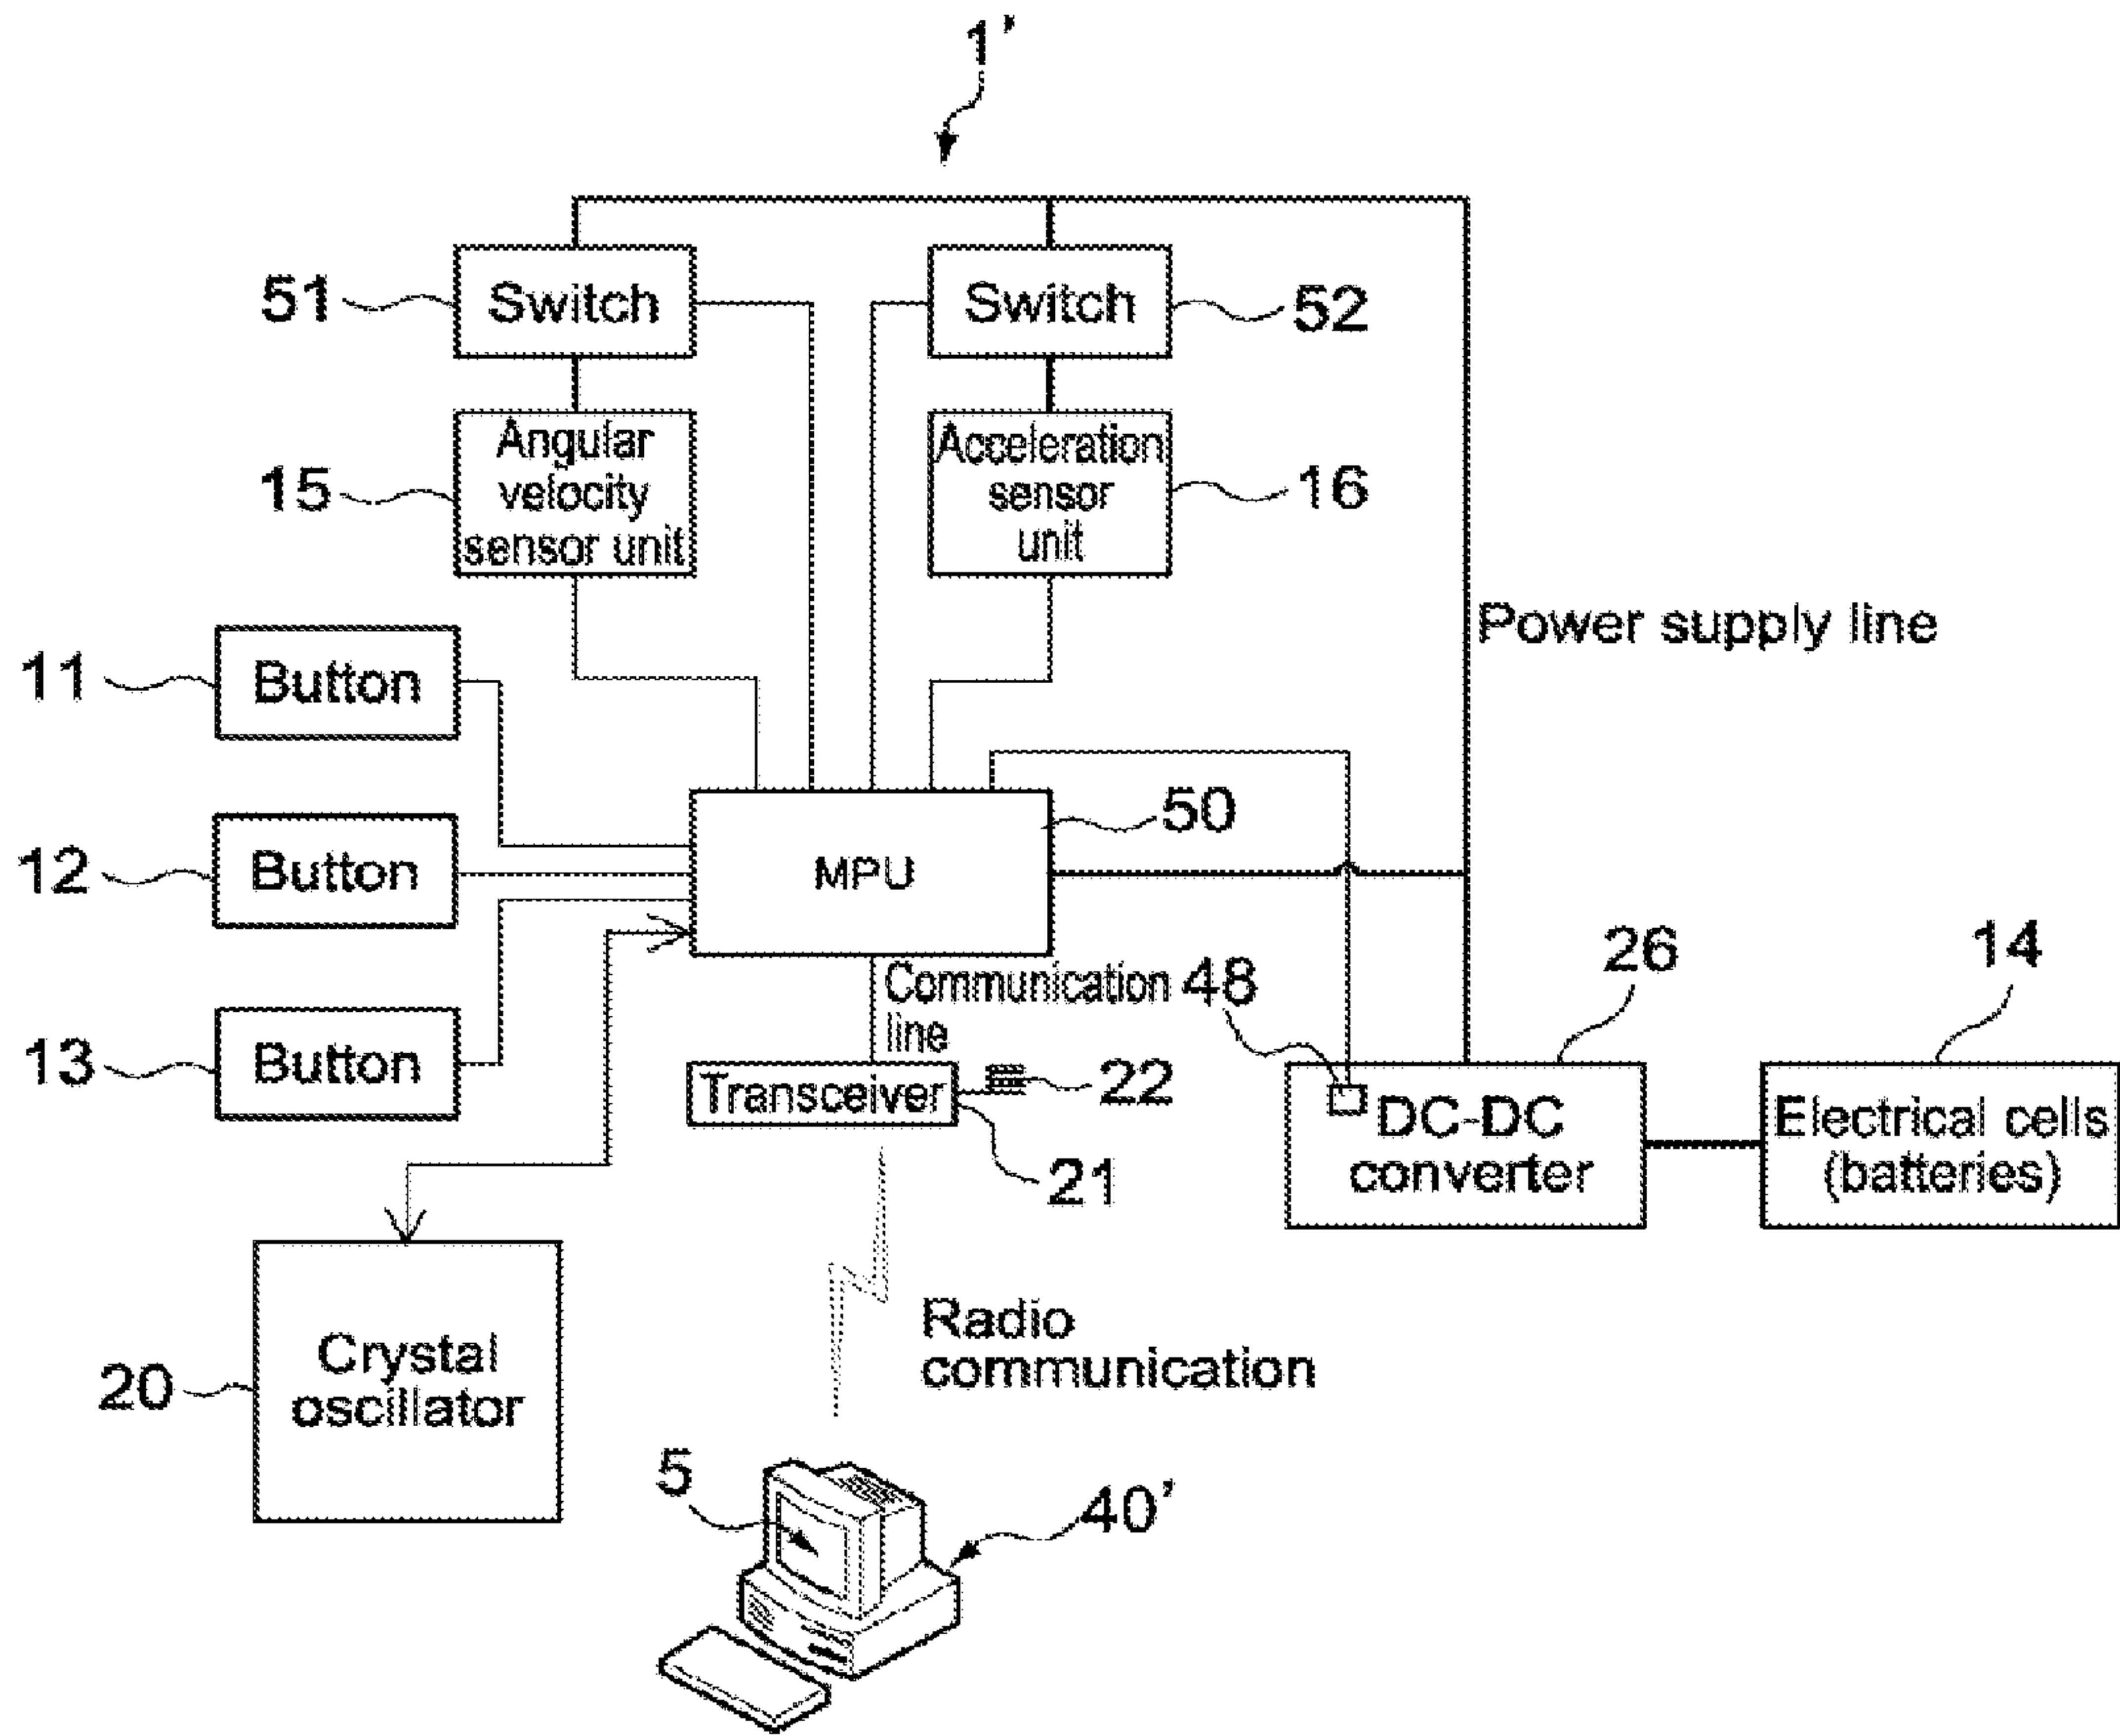 1’
51
Switch
Switch
52
15
Angular
velocity
sensor unit
Acceleration
sensor
unit
16
Power supply line
11
Button
12
Button
13
Button
MPU
50
Communication
line
48
26
14
Transceiver
22
21
DC-DC
converter
Electrical cells
(batteries)
20
Crystal
oscillator
Radio
communication
5
40’